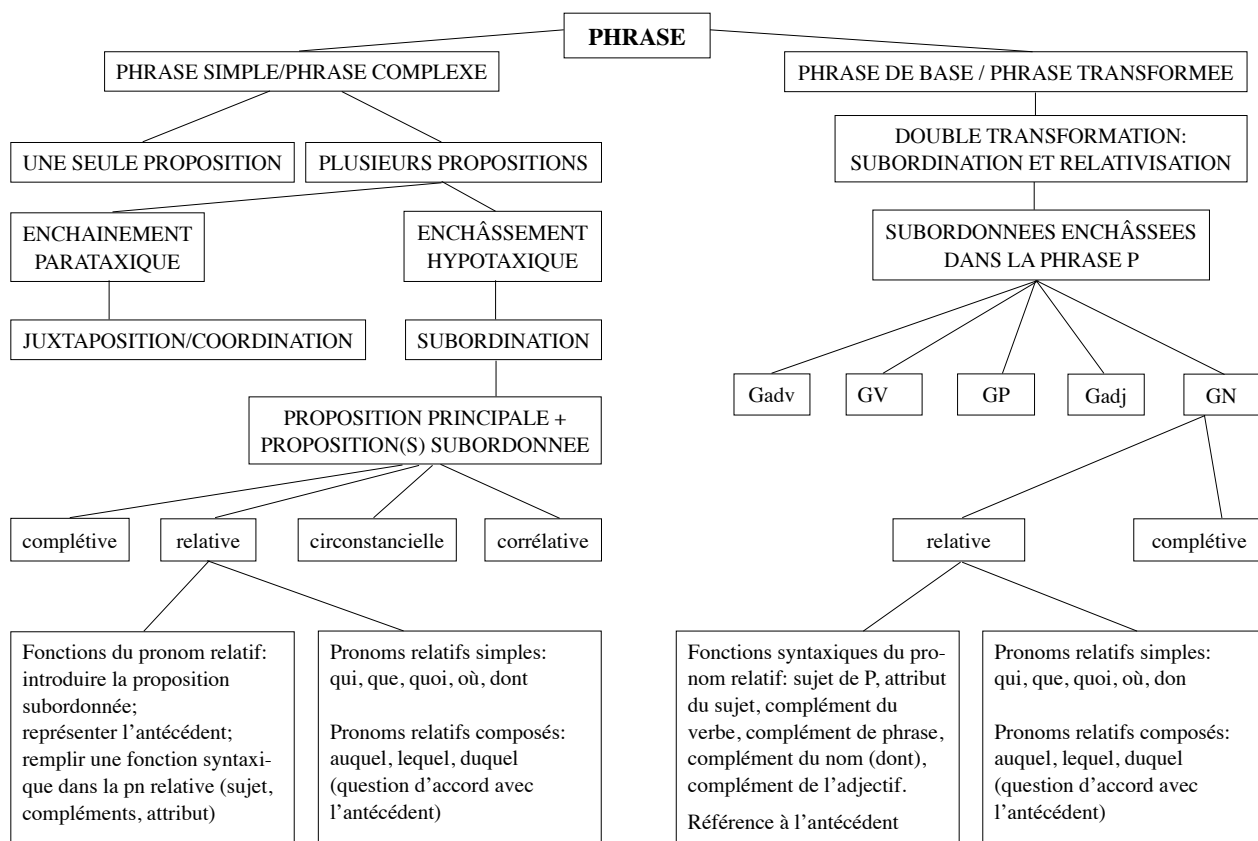 PHRASE
PHRASE SIMPLE/PHRASE COMPLEXE
PHRASE DE BASE / PHRASE TRANSFORMEE
UNE SEULE PROPOSITION
PLUSIEURS PROPOSITIONS
DOUBLE TRANSFORMATION:
SUBORDINATION ET RELATIVISATION
ENCHAINEMENT
PARATAXIQUE
ENCHÂSSEMENT
HYPOTAXIQUE
SUBORDONNEES ENCHÂSSEES
DANS LA PHRASE P
JUXTAPOSITION/COORDINATION
SUBORDINATION
Gadv
GV
GP
Gadj
GN
PROPOSITION PRINCIPALE +
PROPOSITION(S) SUBORDONNEE
complétive
relative
circonstancielle
corrélative
relative
complétive
Fonctions du pronom relatif:
introduire la proposition
subordonnée;
représenter l'antécédent;
remplir une fonction syntaxi-
que dans la pn relative (sujet,
compléments, attribut)
Pronoms relatifs simples:
qui, que, quoi, où, dont
Pronoms relatifs composés:
auquel, lequel, duquel
(question d'accord avec
l'antécédent)
Fonctions syntaxiques du pro-
nom relatif: sujet de P, attribut
du sujet, complément du
verbe, complément de phrase,
complément du nom (dont),
complément de l'adjectif.
Référence à l'antécédent
Pronoms relatifs simples:
qui, que, quoi, où, don
Pronoms relatifs composés:
auquel, lequel, duquel
(question d'accord avec
l'antécédent)